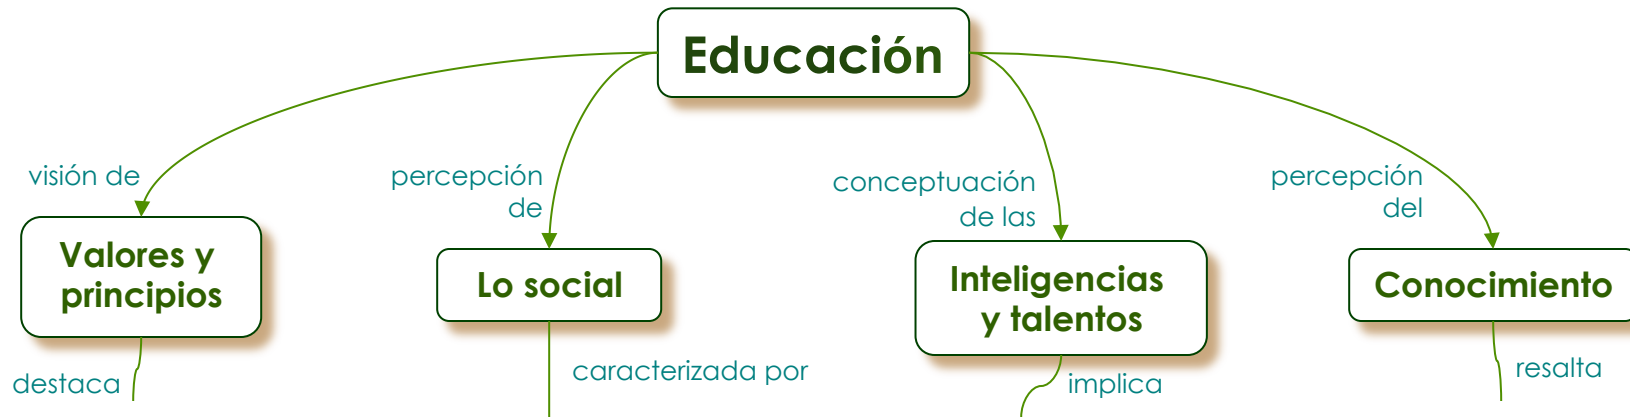 Educación
visión de
Valores y
principios
destaca
percepción
de
Lo social
caracterizada por
conceptuación
de las
Inteligencias
y talentos
implica
percepción
del
Conocimiento
resalta